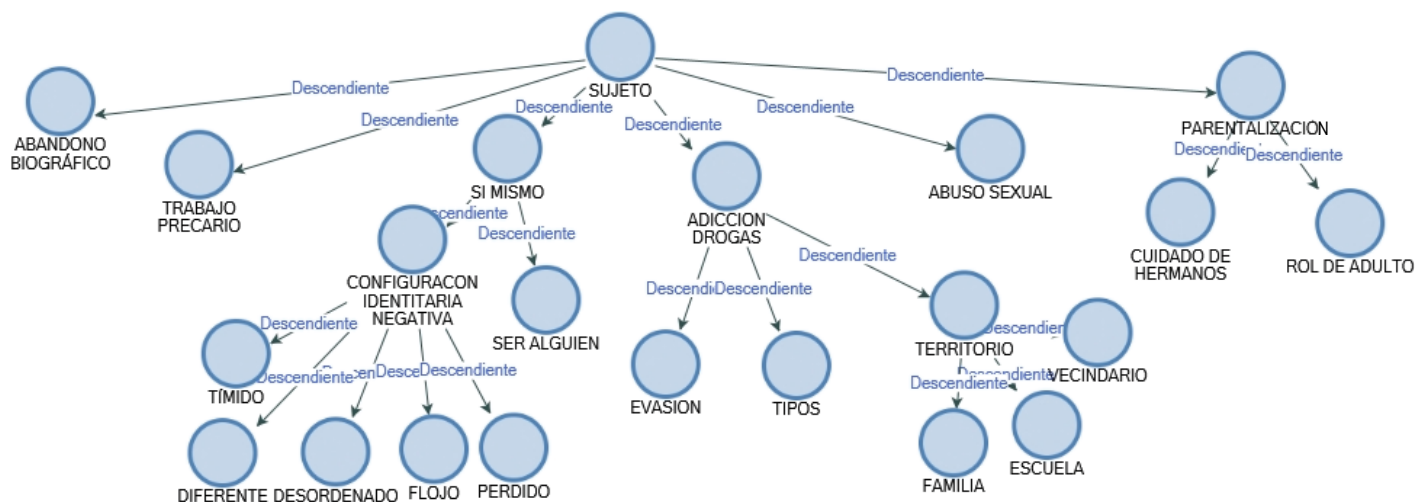 SUJETO
Descendiente
Descendiente
Descendiente
Descendiente
Descendiente
Descendiente
ABANDONO
BIOGRÁFICO
TRABAJO
PRECARIO
SI MISMO
ADICCION
DROGAS
ABUSO SEXUAL
PARENTALIZACIÓN
Descendiente
Descendiente
Descendiente
CUIDADO DE
HERMANOS
ROL DE ADULTO
CONFIGURACON
IDENTITARIA
NEGATIVA
SER ALGUIEN
Descendiente
Descendiente
TERRITORIO
EVASION
TIPOS
Descendiente
Descendiente
Descendiente
TÍMIDO
DIFERENTE
DESORDENADO
FLOJO
PERDIDO
Descendiente
Descendiente
VECINDARIO
FAMILIA
ESCUELA